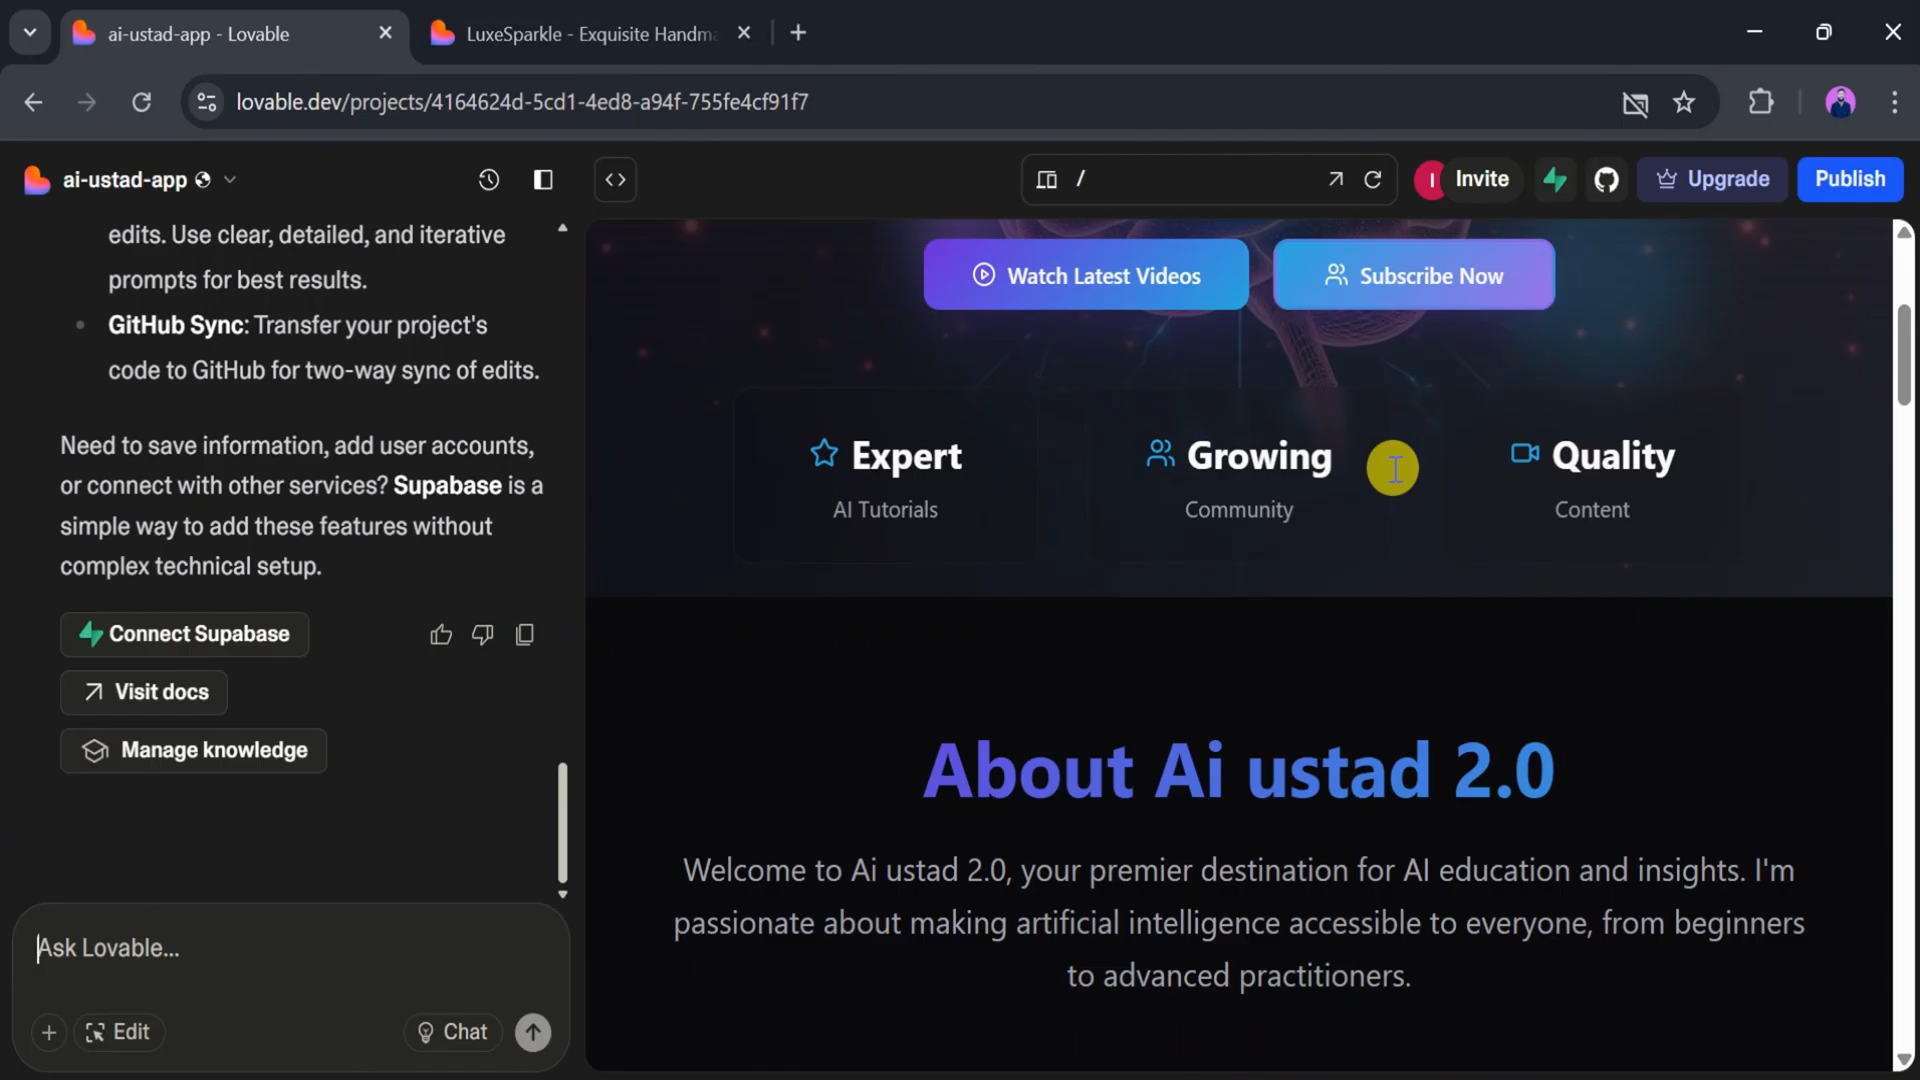 ai-ustad-app - Lovable
LuxeSparkle - Exquisite Handma
lovable.dev/projects/4164624d-5cd1-4ed8-a94f-755fe4cf91f7
ai-ustad-app
/
I
Invite
Upgrade
Publish
edits. Use clear, detailed, and iterative
prompts for best results.
• GitHub Sync: Transfer your project's
code to GitHub for two-way sync of edits.
Need to save information, add user accounts,
or connect with other services? Supabase is a
simple way to add these features without
complex technical setup.
Connect Supabase
Visit docs
Manage knowledge
Ask Lovable...
Edit
Chat
Watch Latest Videos
Subscribe Now
Expert
AI Tutorials
Growing
Community
Quality
Content
About Ai ustad 2.0
Welcome to Ai ustad 2.0, your premier destination for AI education and insights. I'm
passionate about making artificial intelligence accessible to everyone, from beginners
to advanced practitioners.